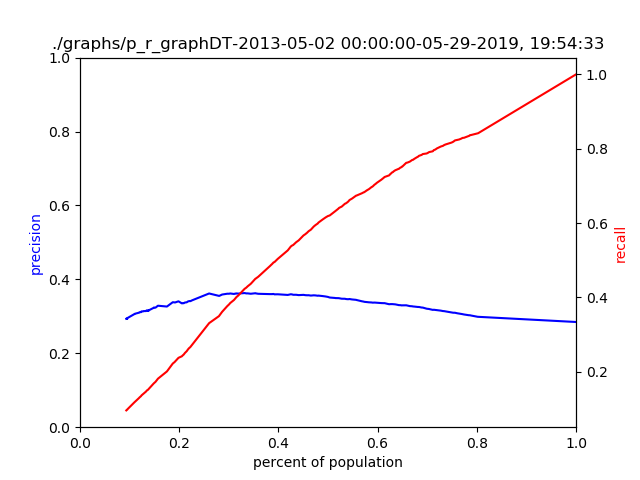 ./graphs/p_r_graphDT-2013-05-02 00:00:00-05-29-2019, 19:54:33
1.0
0.8
0.6
0.4
0.2
0.0
precision
0.0 0.2 0.4 0.6 0.8 1.0
percent of population
1.0
0.8
0.6
0.4
0.2
recall